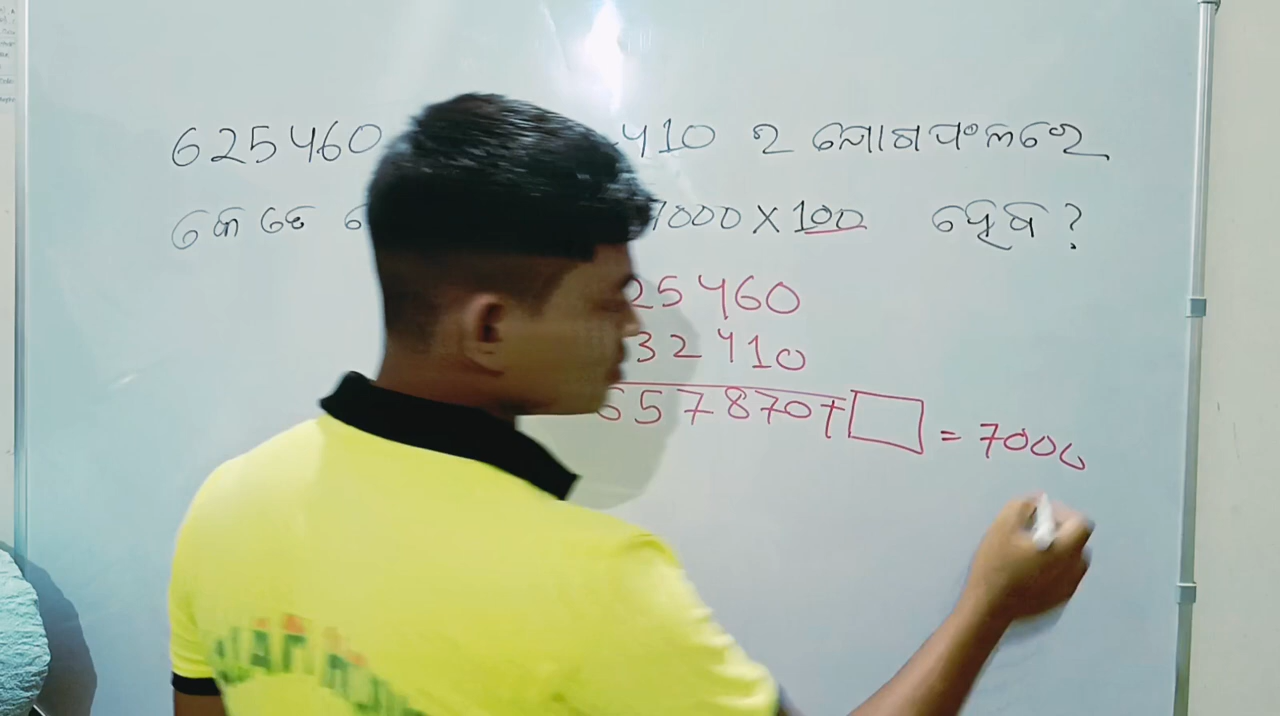 625460 410 ର ଯୋଗଫଳରେ
କେତେ 7000 X 100 ହେବ ?
25460
32410
657870+ = 7000